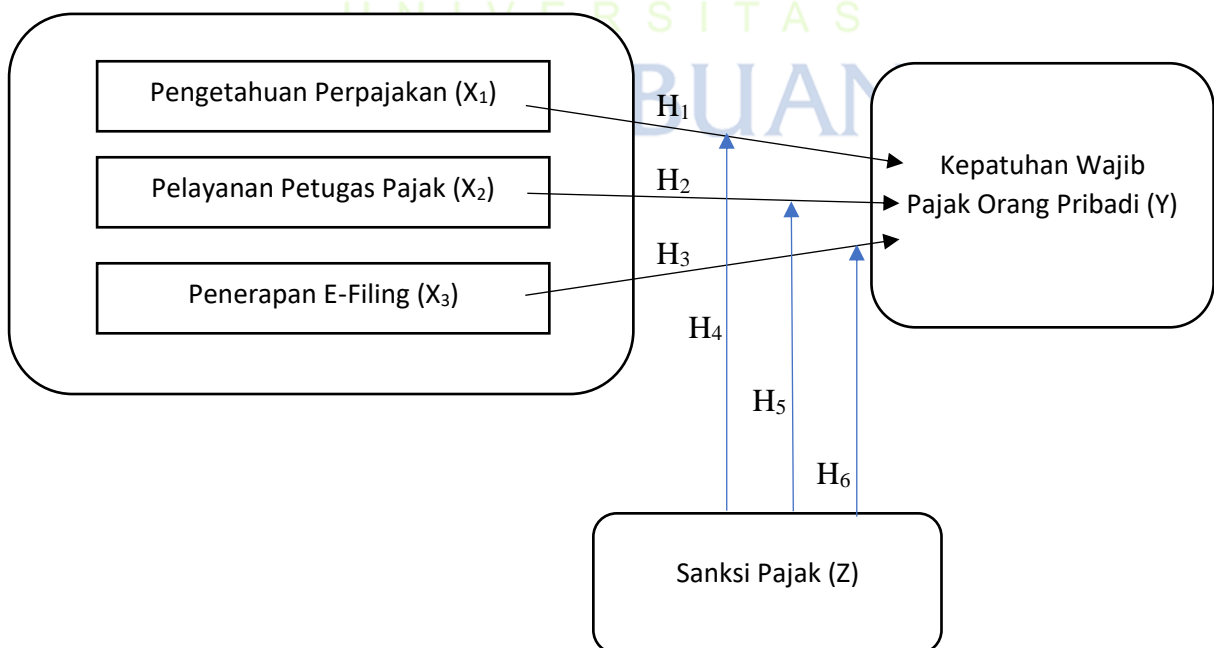 UNIVERSITAS
BUAN
Pengetahuan Perpajakan (X₁)
Pelayanan Petugas Pajak (X₂)
Penerapan E-Filing (X₃)
H₁
H₂
H₃
H₄
H₅
H₆
Kepatuhan Wajib
Pajak Orang Pribadi (Y)
Sanksi Pajak (Z)